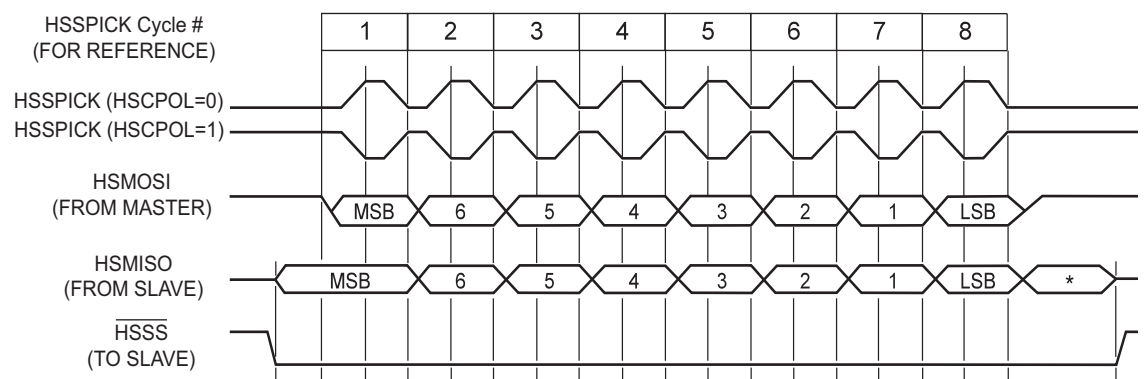 HSSPICK Cycle #
(FOR REFERENCE)
1 2 3 4 5 6 7 8
HSSPICK (HSCPOL=0)
HSSPICK (HSCPOL=1)
HSMOSI
(FROM MASTER)
MSB 6 5 4 3 2 1 LSB
HSMISO
(FROM SLAVE)
MSB 6 5 4 3 2 1 LSB *
HSSS
(TO SLAVE)